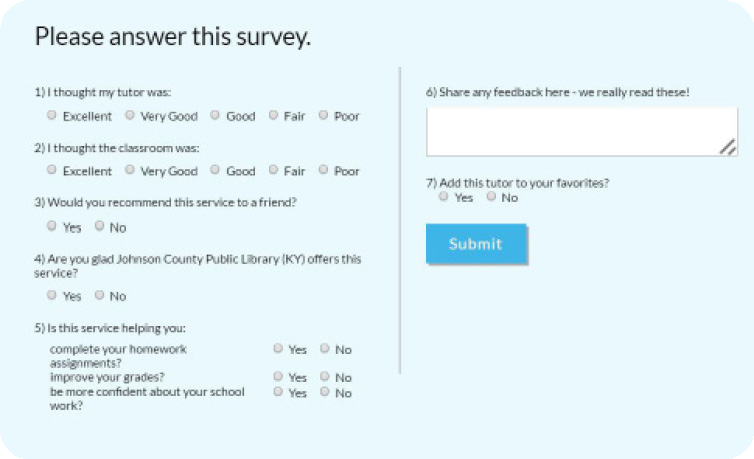 Please answer this survey.
1) I thought my tutor was:
Excellent Very Good Good Fair Poor
2) I thought the classroom was:
Excellent Very Good Good Fair Poor
3) Would you recommend this service to a friend?
Yes No
4) Are you glad Johnson County Public Library (KY) offers this
service?
Yes No
5) Is this service helping you:
complete your homework
assignments? Yes No
improve your grades? Yes No
be more confident about your school
work? Yes No
6) Share any feedback here - we really read these!
7) Add this tutor to your favorites?
Yes No
Submit